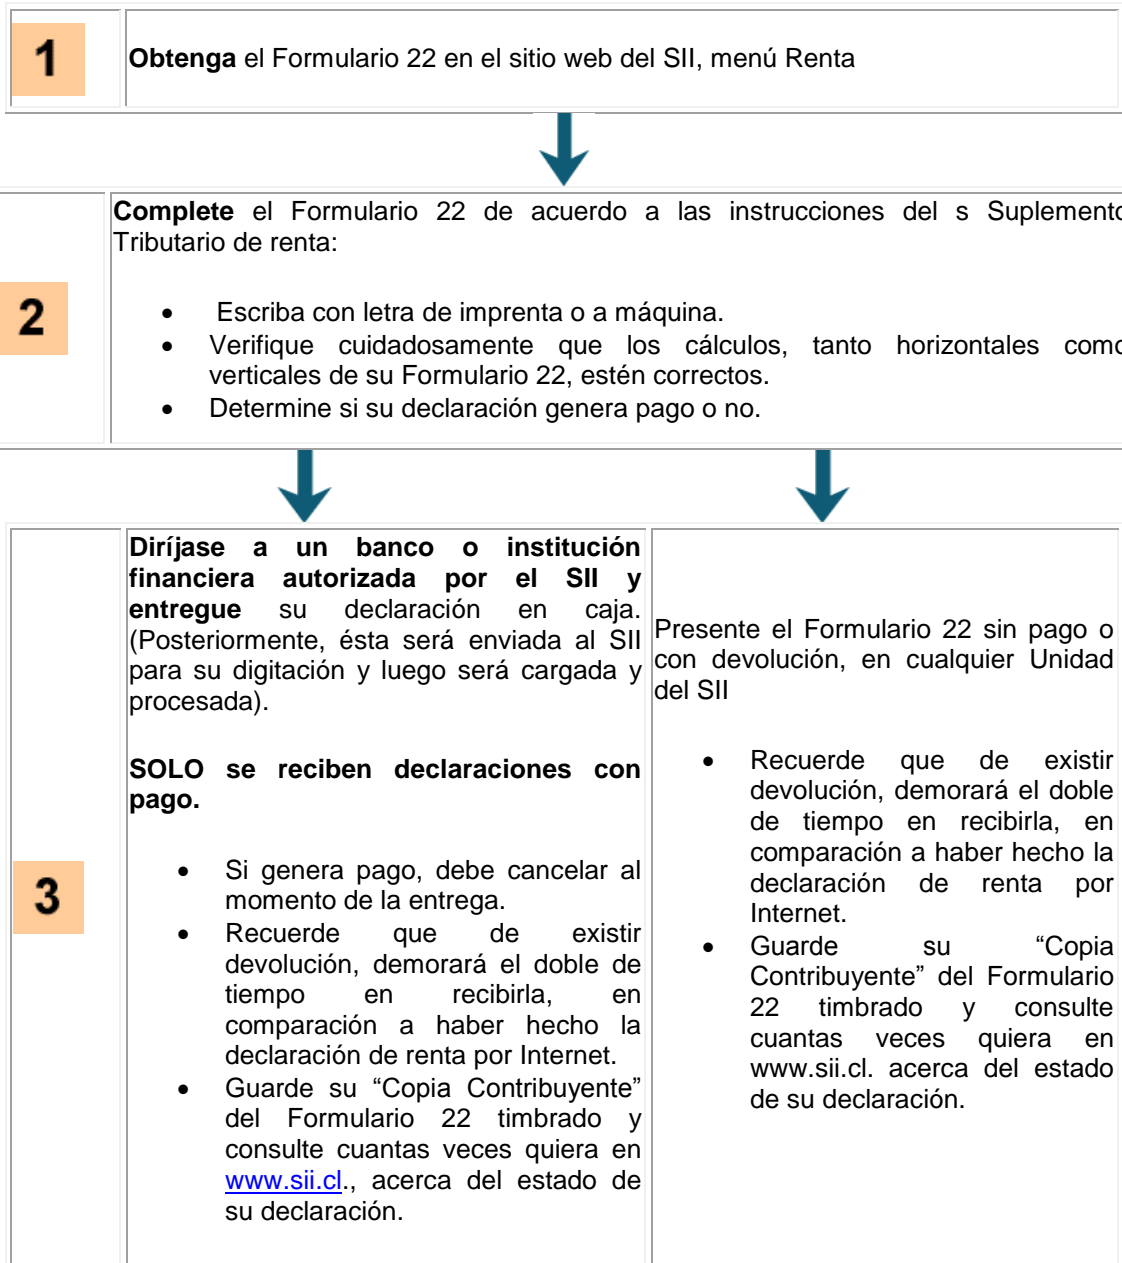 1
Obtenga el Formulario 22 en el sitio web del SII, menú Renta
2
Complete el Formulario 22 de acuerdo a las instrucciones del s Suplemento
Tributario de renta:
• Escriba con letra de imprenta o a máquina.
• Verifique cuidadosamente que los cálculos, tanto horizontales como
verticales de su Formulario 22, estén correctos.
• Determine si su declaración genera pago o no.
3
Diríjase a un banco o institución
financiera autorizada por el SII y
entregue su declaración en caja.
(Posteriormente, ésta será enviada al SII
para su digitación y luego será cargada y
procesada).
SOLO se reciben declaraciones con
pago.
• Si genera pago, debe cancelar al
momento de la entrega.
• Recuerde que de existir
devolución, demorará el doble de
tiempo en recibirla, en
comparación a haber hecho la
declaración de renta por Internet.
• Guarde su “Copia Contribuyente”
del Formulario 22 timbrado y
consulte cuantas veces quiera en
www.sii.cl., acerca del estado de
su declaración.
Presente el Formulario 22 sin pago o
con devolución, en cualquier Unidad
del SII
• Recuerde que de existir
devolución, demorará el doble
de tiempo en recibirla, en
comparación a haber hecho la
declaración de renta por
Internet.
• Guarde su “Copia
Contribuyente” del Formulario
22 timbrado y consulte
cuantas veces quiera en
www.sii.cl. acerca del estado
de su declaración.